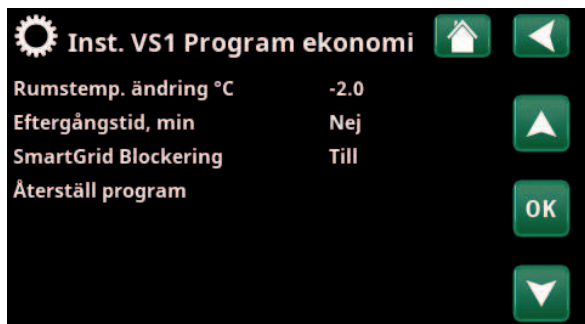 Inst. VS1 Program ekonomi
Rumstemp. ändring °C -2.0
Eftergångstid, min Nej
SmartGrid Blockering Till
Återställ program
OK